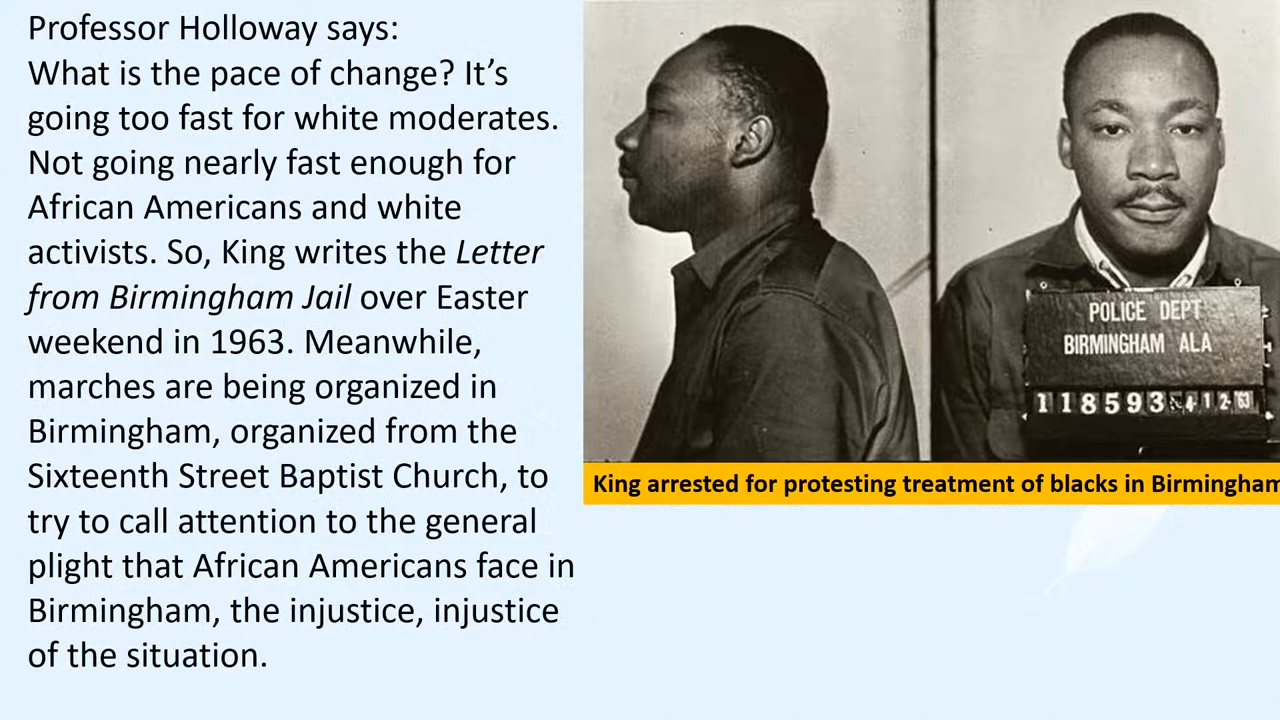 Professor Holloway says:
What is the pace of change? It’s
going too fast for white moderates.
Not going nearly fast enough for
African Americans and white
activists. So, King writes the Letter
from Birmingham Jail over Easter
weekend in 1963. Meanwhile,
marches are being organized in
Birmingham, organized from the
Sixteenth Street Baptist Church, to
try to call attention to the general
plight that African Americans face in
Birmingham, the injustice, injustice
of the situation.
POLICE DEPT
BIRMINGHAM ALA
118593 4 12 63
King arrested for protesting treatment of blacks in Birmingham